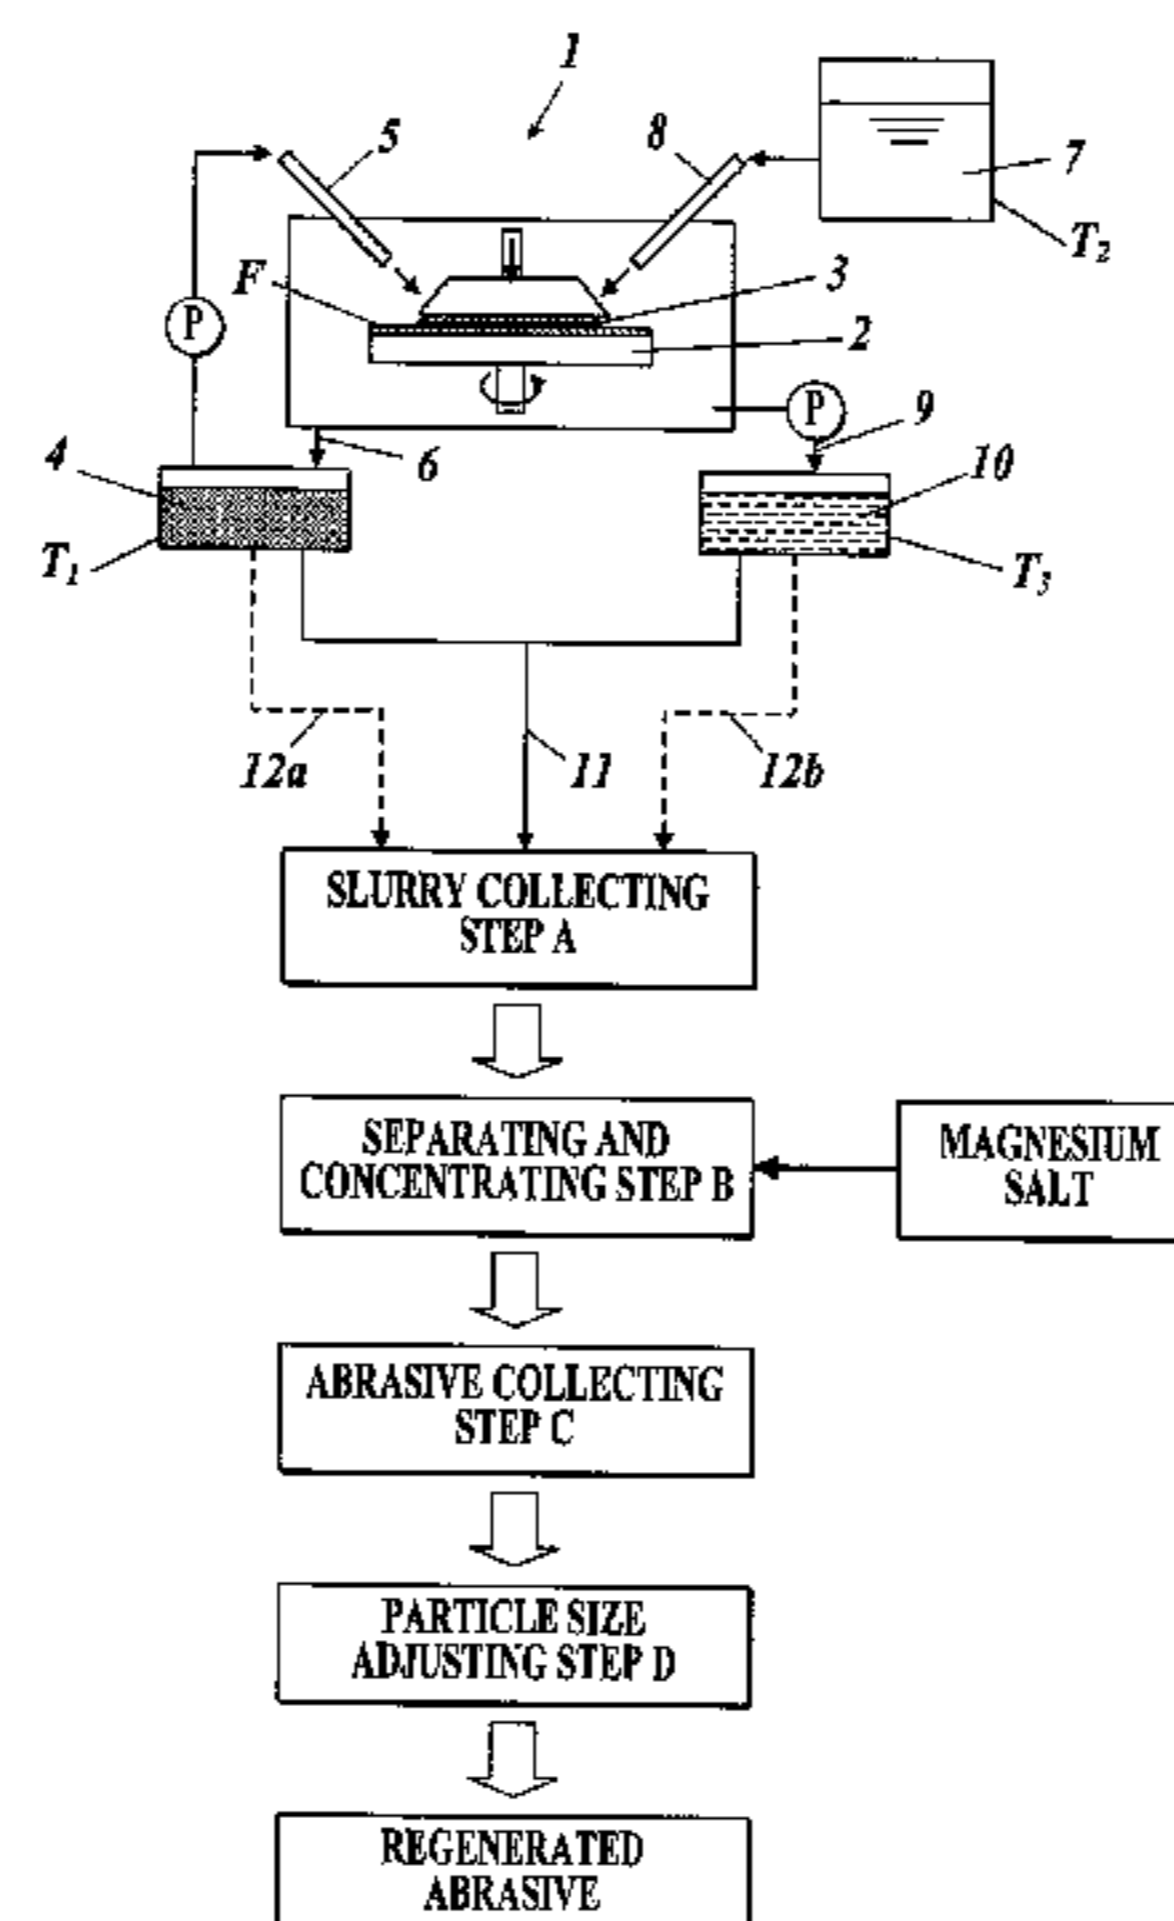 1
5
8
7
T2
F
3
P
2
P
9
4
6
10
T1
T3
12a
11
12b
SLURRY COLLECTING
STEP A
SEPARATING AND
CONCENTRATING STEP B
MAGNESIUM
SALT
ABRASIVE COLLECTING
STEP C
PARTICLE SIZE
ADJUSTING STEP D
REGENERATED
ABRASIVE